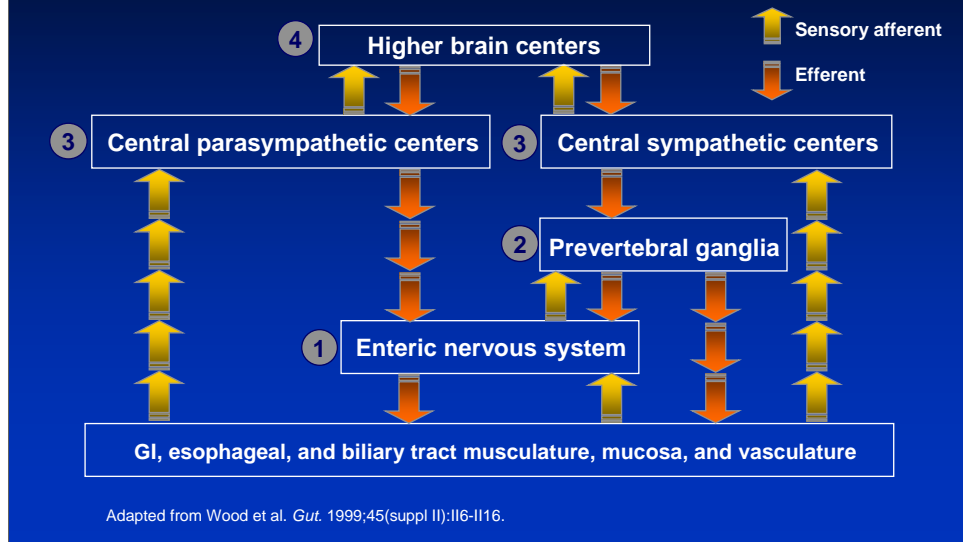 4
Higher brain centers
Sensory afferent
Efferent
3
Central parasympathetic centers
3
Central sympathetic centers
2
Prevertebral ganglia
1
Enteric nervous system
GI, esophageal, and biliary tract musculature, mucosa, and vasculature
Adapted from Wood et al. Gut. 1999;45(suppl II):II6-II16.